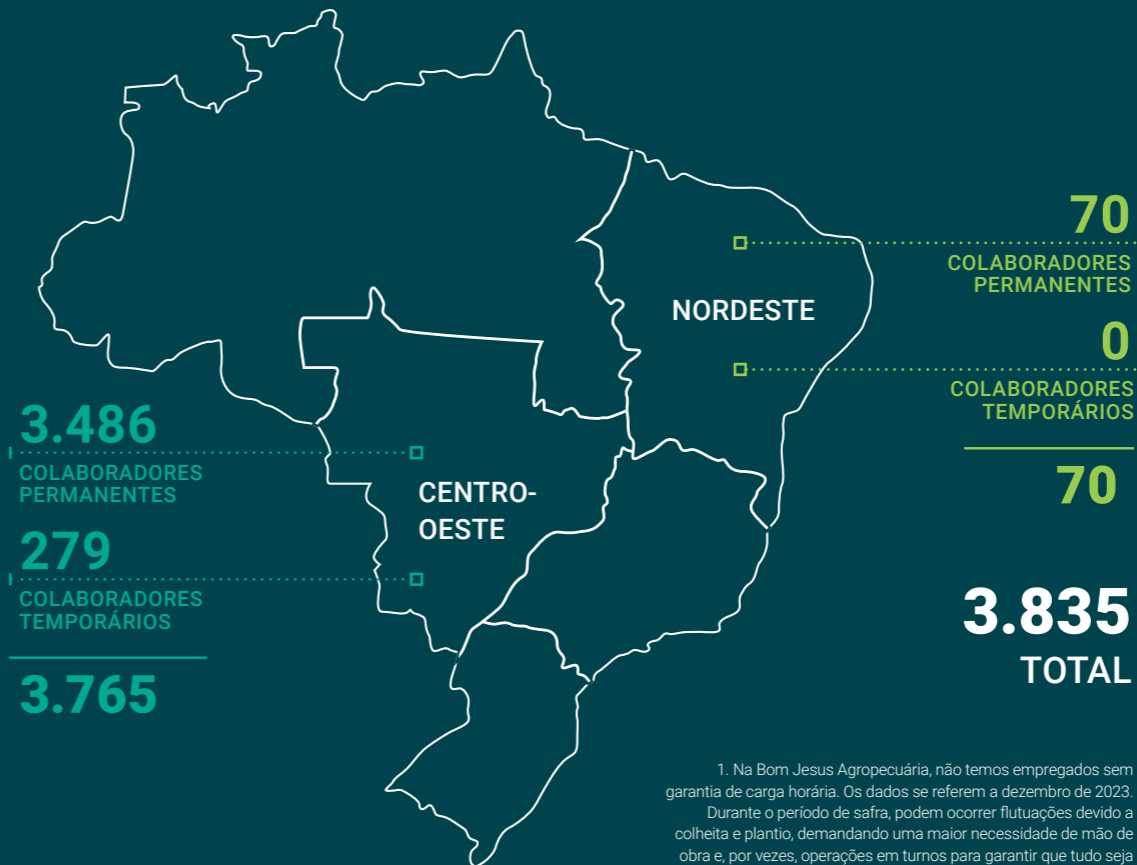 70
COLABORADORES
PERMANENTES
NORDESTE
0
COLABORADORES
TEMPORÁRIOS
70
3.486
COLABORADORES
PERMANENTES
CENTRO-
OESTE
279
COLABORADORES
TEMPORÁRIOS
3.765
3.835
TOTAL
1. Na Bom Jesus Agropecuária, não temos empregados sem
garantia de carga horária. Os dados se referem a dezembro de 2023.
Durante o período de safra, podem ocorrer flutuações devido a
colheita e plantio, demandando uma maior necessidade de mão de
obra e, por vezes, operações em turnos para garantir que tudo seja